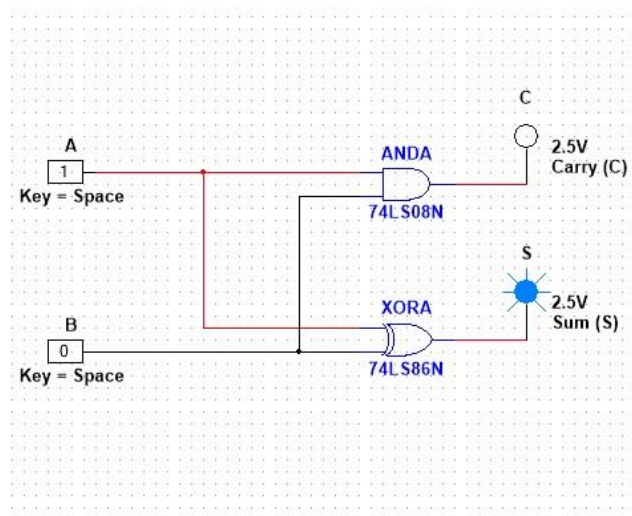 C
A
ANDA
2.5V
Carry (C)
1
Key = Space
74LS08N
S
B
XORA
2.5V
Sum (S)
0
Key = Space
74LS86N